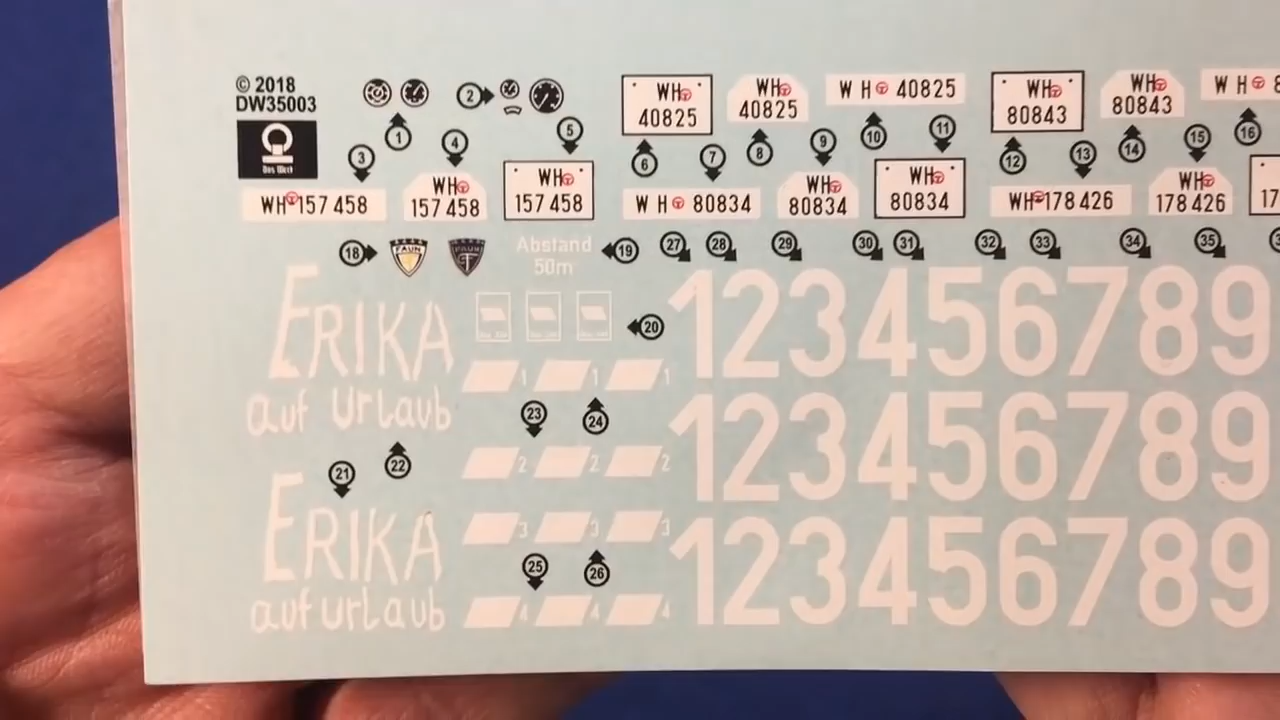 © 2018
DW35003
Das Werk
1
2
3
4
5
6
7
8
9
10
11
12
13
14
15
16
WH 40825
WH 40825
W H 40825
WH 80843
WH 80843
W H 8
WH 157 458
WH 157 458
WH 157 458
W H 80834
WH 80834
WH 80834
WH 178 426
WH 178 426
17
18
FAUN
FAUN
Abstand
50m
19
27
28
29
30
31
32
33
34
35
3
20
ERIKA
auf Urlaub
1 1 1
23
24
2 2 2
21
22
3 3 3
25
26
4 4 4
ERIKA
auf urlaub
123456789
123456789
123456789